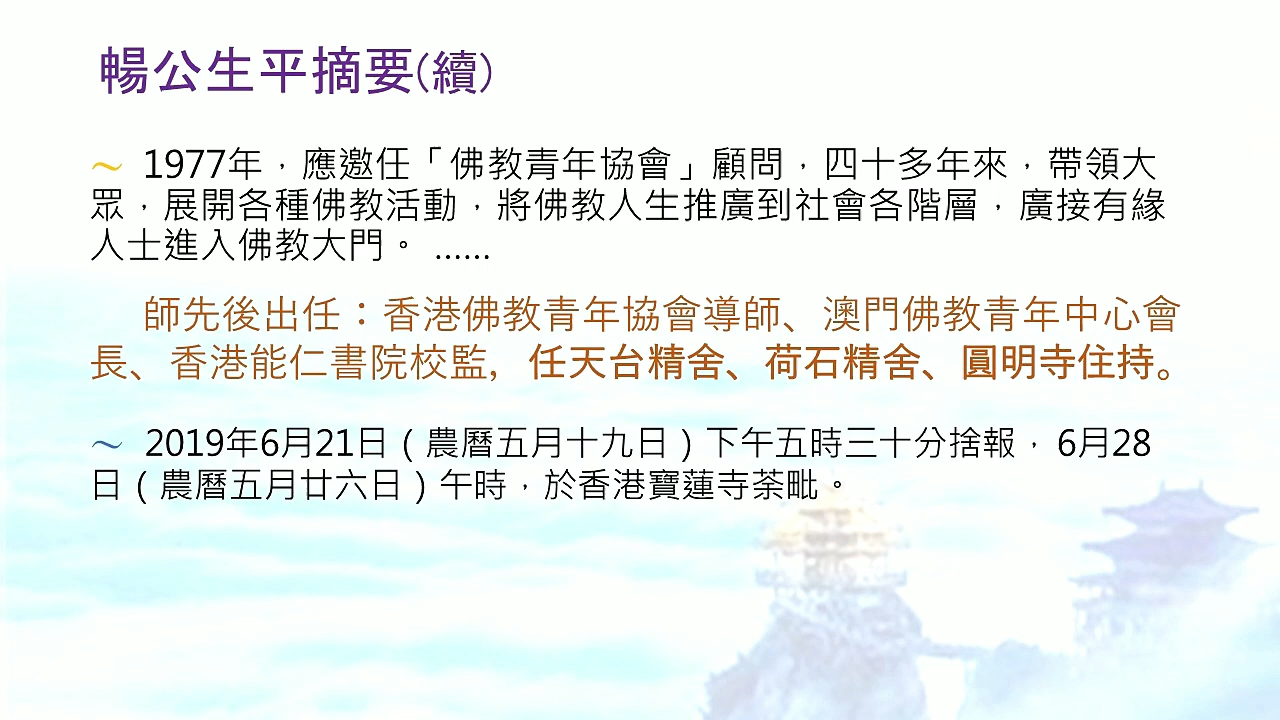 暢公生平摘要(續)
～ 1977年，應邀任「佛教青年協會」顧問，四十多年來，帶領大
眾，展開各種佛教活動，將佛教人生推廣到社會各階層，廣接有緣
人士進入佛教大門。 ……
師先後出任：香港佛教青年協會導師、澳門佛教青年中心會
長、香港能仁書院校監，任天台精舍、荷石精舍、圓明寺住持。
～ 2019年6月21日（農曆五月十九日）下午五時三十分捨報， 6月28
日（農曆五月廿六日）午時，於香港寶蓮寺荼毗。